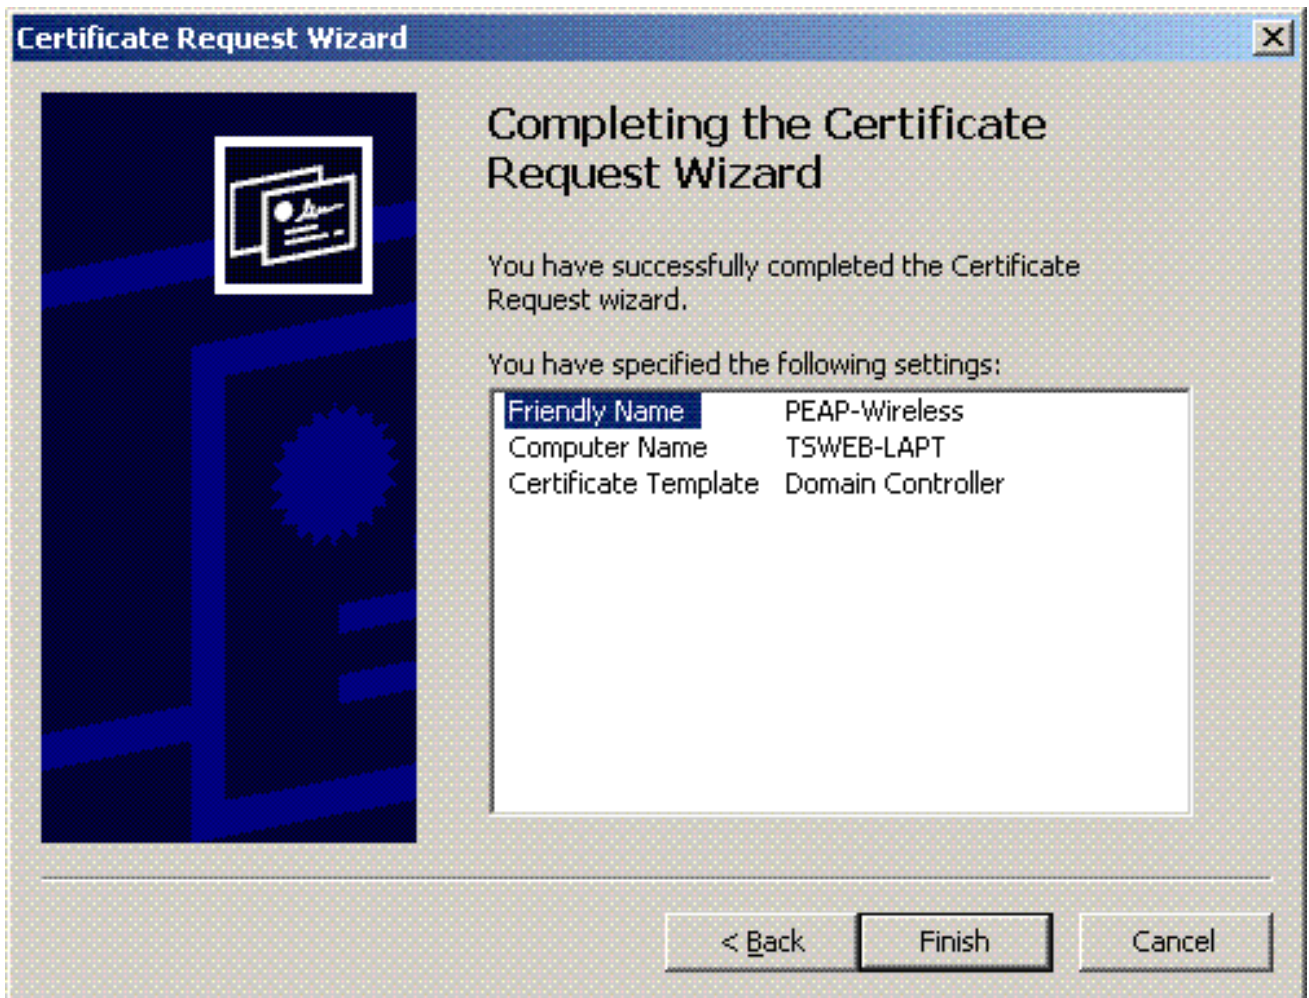 Certificate Request Wizard
Completing the Certificate
Request Wizard
You have successfully completed the Certificate
Request wizard.
You have specified the following settings:
Friendly Name PEAP-Wireless
Computer Name TSWEB-LAPT
Certificate Template Domain Controller
< Back Finish Cancel